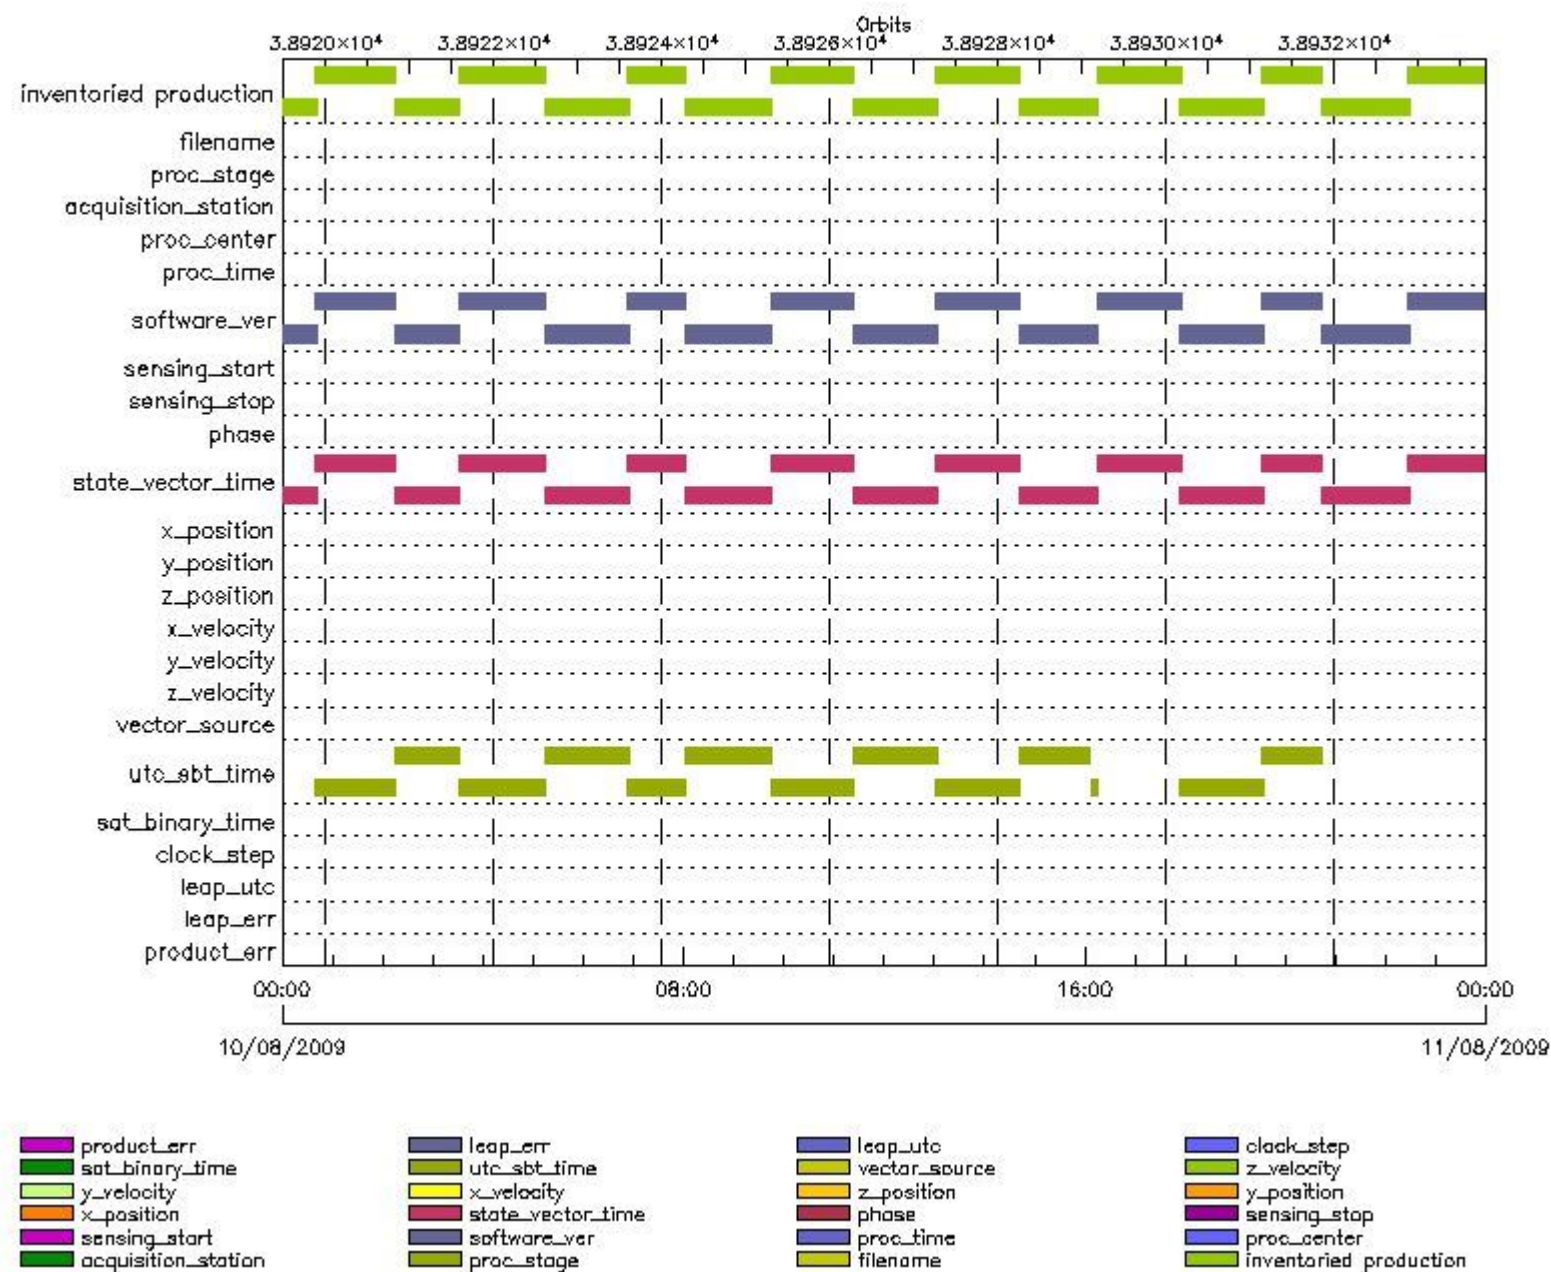 Orbits
3.8920×10⁴ 3.8922×10⁴ 3.8924×10⁴ 3.8926×10⁴ 3.8928×10⁴ 3.8930×10⁴ 3.8932×10⁴
inventoried production
filename
proc_stage
acquisition_station
proc_center
proc_time
software_ver
sensing_start
sensing_stop
phase
state_vector_time
x_position
y_position
z_position
x_velocity
y_velocity
z_velocity
vector_source
utc_sbt_time
sat_binary_time
clock_step
leap_utc
leap_err
product_err
00:00 08:00 16:00 00:00
10/08/2009 11/08/2009
product_err leap_err leap_utc clock_step
sat_binary_time utc_sbt_time vector_source z_velocity
y_velocity x_velocity z_position y_position
x_position state_vector_time phase sensing_stop
sensing_start software_ver proc_time proc_center
acquisition_station proc_stage filename inventoried production